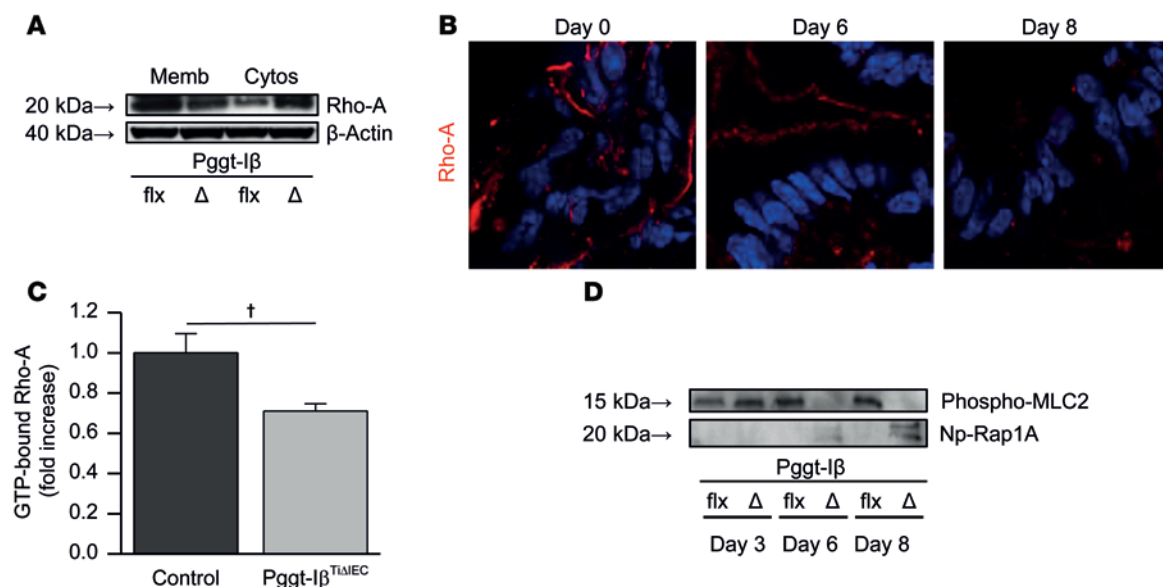 A
Memb Cytos
20 kDa→ Rho-A
40 kDa→ β-Actin
Pggt-Iβ
flx Δ flx Δ
B
Day 0 Day 6 Day 8
Rho-A
C
GTP-bound Rho-A
(fold increase)
1.2
1.0
0.8
0.6
0.4
0.2
0.0
†
Control Pggt-Iβ^TiΔIEC
D
15 kDa→ Phospho-MLC2
20 kDa→ Np-Rap1A
Pggt-Iβ
flx Δ flx Δ flx Δ
Day 3 Day 6 Day 8